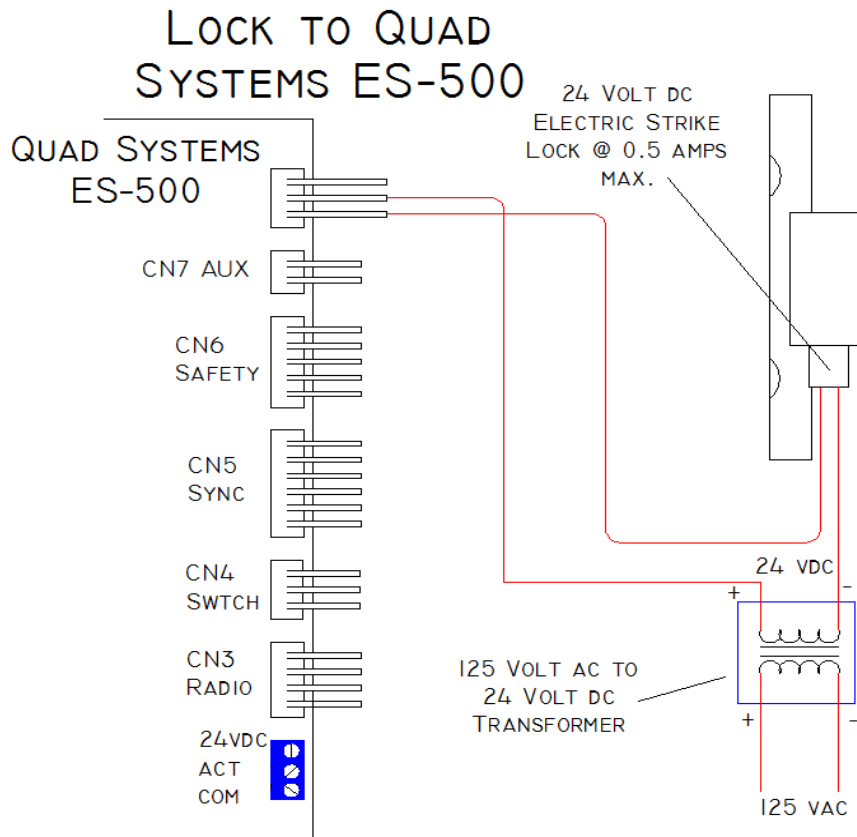 LOCK TO QUAD
SYSTEMS ES-500
QUAD SYSTEMS
ES-500
24 VOLT DC
ELECTRIC STRIKE
LOCK @ 0.5 AMPS
MAX.
CN7 AUX
CN6
SAFETY
CN5
SYNC
CN4
SWTCH
CN3
RADIO
24VDC
ACT
COM
24 VDC
+ -
125 VOLT AC TO
24 VOLT DC
TRANSFORMER
+ -
125 VAC